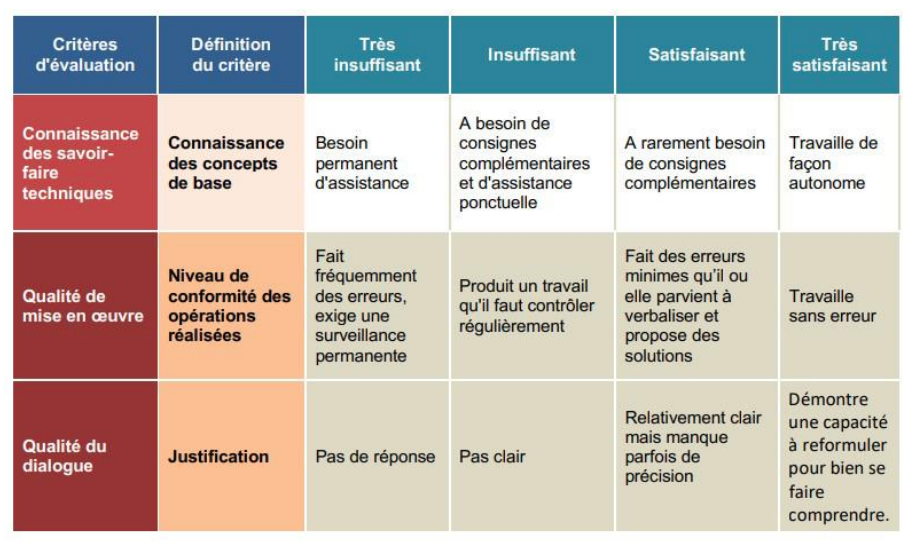 Critères
d'évaluation
Définition
du critère
Très
insuffisant
Insuffisant
Satisfaisant
Très
satisfaisant
Connaissance
des savoir-
faire
techniques
Connaissance
des concepts
de base
Besoin
permanent
d'assistance
A besoin de
consignes
complémentaires
et d'assistance
ponctuelle
A rarement besoin
de consignes
complémentaires
Travaille de
façon
autonome
Qualité de
mise en œuvre
Niveau de
conformité des
opérations
réalisées
Fait
fréquemment
des erreurs,
exige une
surveillance
permanente
Produit un travail
qu'il faut contrôler
régulièrement
Fait des erreurs
minimes qu'il ou
elle parvient à
verbaliser et
propose des
solutions
Travaille
sans erreur
Qualité du
dialogue
Justification
Pas de réponse
Pas clair
Relativement clair
mais manque
parfois de
précision
Démontre
une capacité
à reformuler
pour bien se
faire
comprendre.